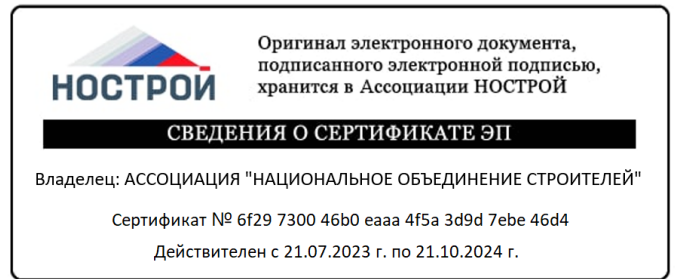 НОСТРОЙ
Оригинал электронного документа,
подписанного электронной подписью,
хранится в Ассоциации НОСТРОЙ
СВЕДЕНИЯ О СЕРТИФИКАТЕ ЭП
Владелец: АССОЦИАЦИЯ "НАЦИОНАЛЬНОЕ ОБЪЕДИНЕНИЕ СТРОИТЕЛЕЙ"
Сертификат № 6f29 7300 46b0 eaaa 4f5a 3d9d 7ebe 46d4
Действителен с 21.07.2023 г. по 21.10.2024 г.